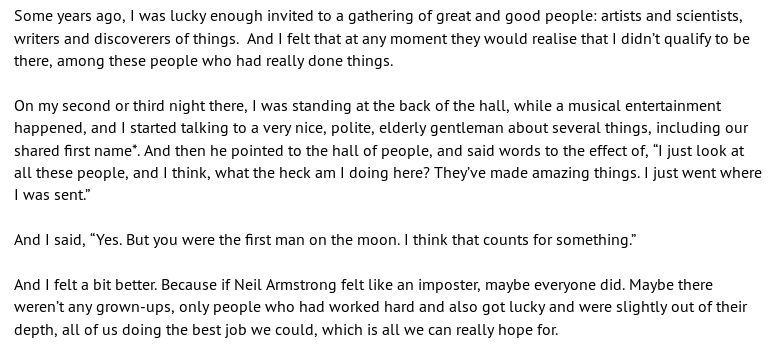 Some years ago, I was lucky enough invited to a gathering of great and good people: artists and scientists,
writers and discoverers of things.  And I felt that at any moment they would realise that I didn’t qualify to be
there, among these people who had really done things.

On my second or third night there, I was standing at the back of the hall, while a musical entertainment
happened, and I started talking to a very nice, polite, elderly gentleman about several things, including our
shared first name*. And then he pointed to the hall of people, and said words to the effect of, “I just look at
all these people, and I think, what the heck am I doing here? They’ve made amazing things. I just went where
I was sent.”

And I said, “Yes. But you were the first man on the moon. I think that counts for something.”

And I felt a bit better. Because if Neil Armstrong felt like an imposter, maybe everyone did. Maybe there
weren’t any grown-ups, only people who had worked hard and also got lucky and were slightly out of their
depth, all of us doing the best job we could, which is all we can really hope for.